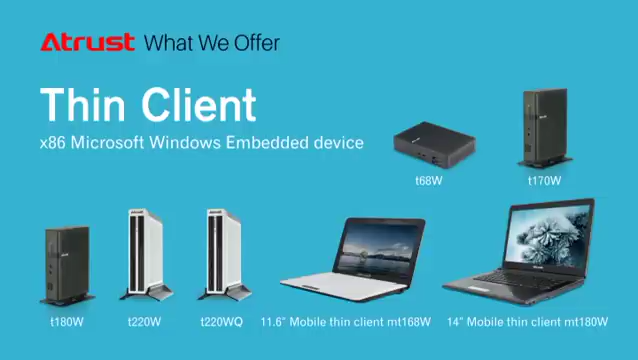 Atrust What We Offer
Thin Client
x86 Microsoft Windows Embedded device
t68W
t170W
t180W
t220W
t220WQ
11.6" Mobile thin client mt168W
14" Mobile thin client mt180W